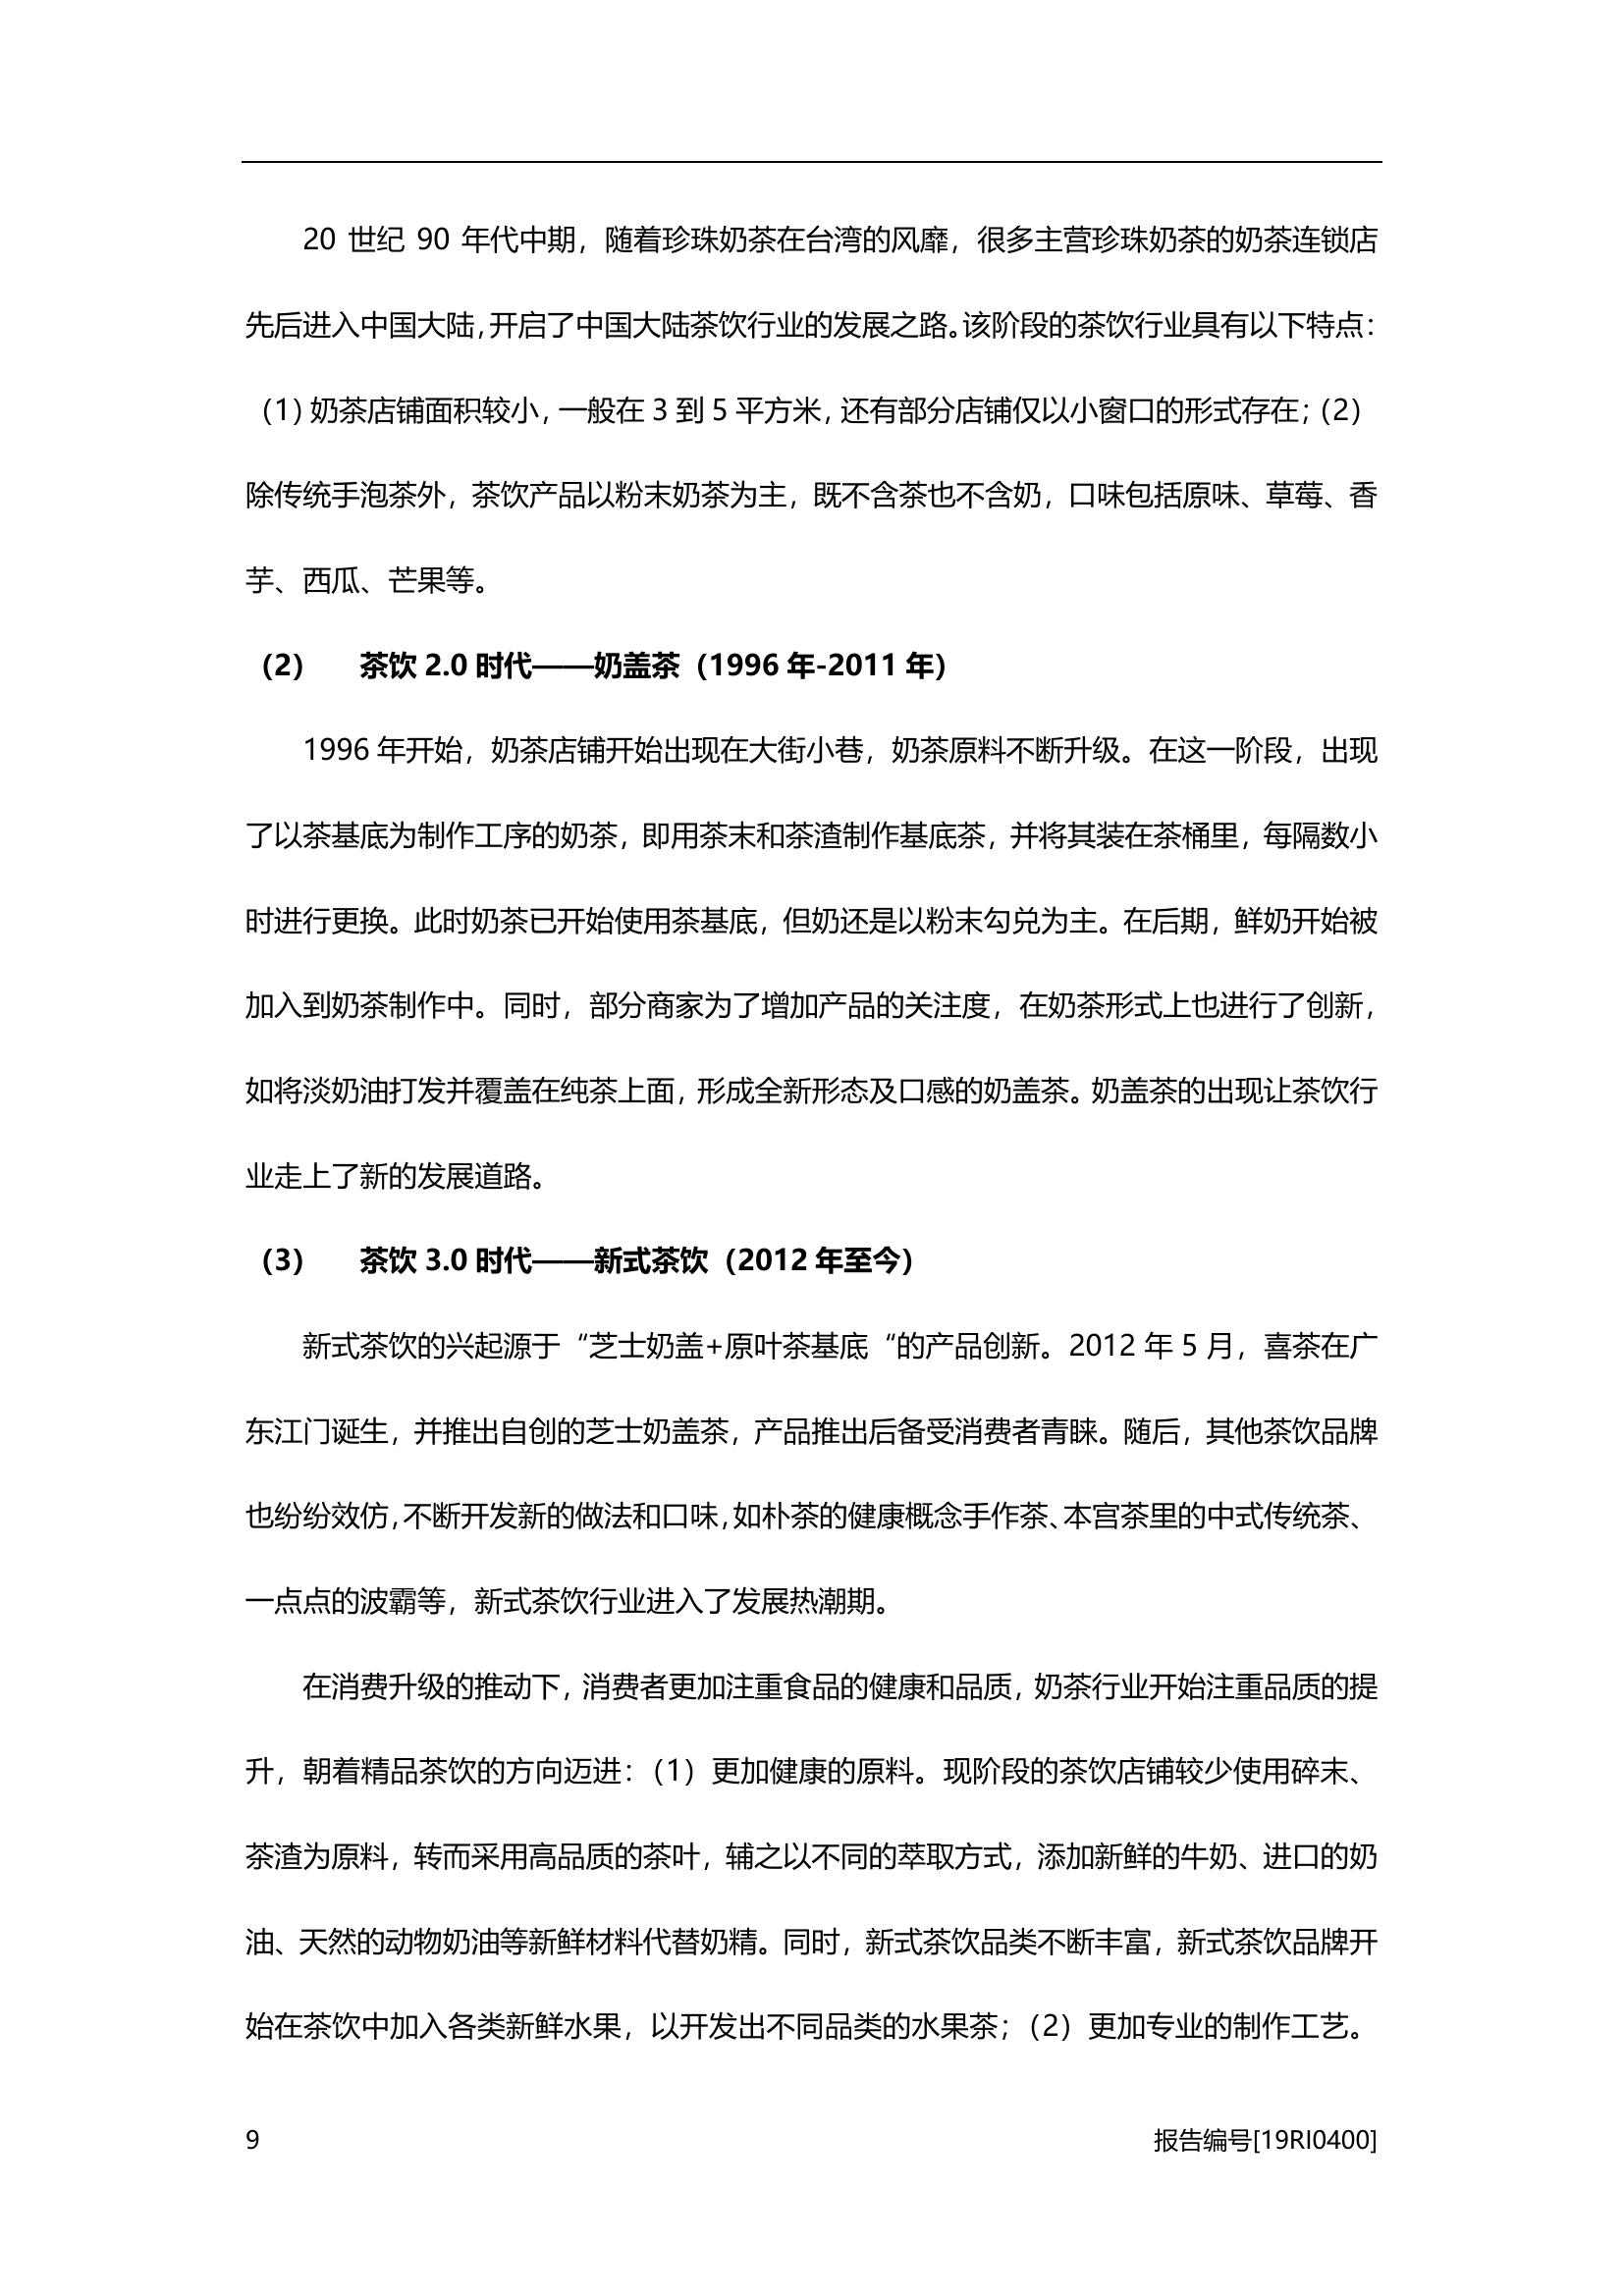 20 世纪 90 年代中期，随着珍珠奶茶在台湾的风靡，很多主营珍珠奶茶的奶茶连锁店
先后进入中国大陆，开启了中国大陆茶饮行业的发展之路。该阶段的茶饮行业具有以下特点：
（1）奶茶店铺面积较小，一般在 3 到 5 平方米，还有部分店铺仅以小窗口的形式存在；（2）
除传统手泡茶外，茶饮产品以粉末奶茶为主，既不含茶也不含奶，口味包括原味、草莓、香
芋、西瓜、芒果等。
（2） 茶饮 2.0 时代——奶盖茶（1996 年-2011 年）
1996 年开始，奶茶店铺开始出现在大街小巷，奶茶原料不断升级。在这一阶段，出现
了以茶基底为制作工序的奶茶，即用茶末和茶渣制作基底茶，并将其装在茶桶里，每隔数小
时进行更换。此时奶茶已开始使用茶基底，但奶还是以粉末勾兑为主。在后期，鲜奶开始被
加入到奶茶制作中。同时，部分商家为了增加产品的关注度，在奶茶形式上也进行了创新，
如将淡奶油打发并覆盖在纯茶上面，形成全新形态及口感的奶盖茶。奶盖茶的出现让茶饮行
业走上了新的发展道路。
（3） 茶饮 3.0 时代——新式茶饮（2012 年至今）
新式茶饮的兴起源于“芝士奶盖+原叶茶基底“的产品创新。2012 年 5 月，喜茶在广
东江门诞生，并推出自创的芝士奶盖茶，产品推出后备受消费者青睐。随后，其他茶饮品牌
也纷纷效仿，不断开发新的做法和口味，如朴茶的健康概念手作茶、本宫茶里的中式传统茶、
一点点的波霸等，新式茶饮行业进入了发展热潮期。
在消费升级的推动下，消费者更加注重食品的健康和品质，奶茶行业开始注重品质的提
升，朝着精品茶饮的方向迈进：（1）更加健康的原料。现阶段的茶饮店铺较少使用碎末、
茶渣为原料，转而采用高品质的茶叶，辅之以不同的萃取方式，添加新鲜的牛奶、进口的奶
油、天然的动物奶油等新鲜材料代替奶精。同时，新式茶饮品类不断丰富，新式茶饮品牌开
始在茶饮中加入各类新鲜水果，以开发出不同品类的水果茶；（2）更加专业的制作工艺。
9 报告编号[19RI0400]